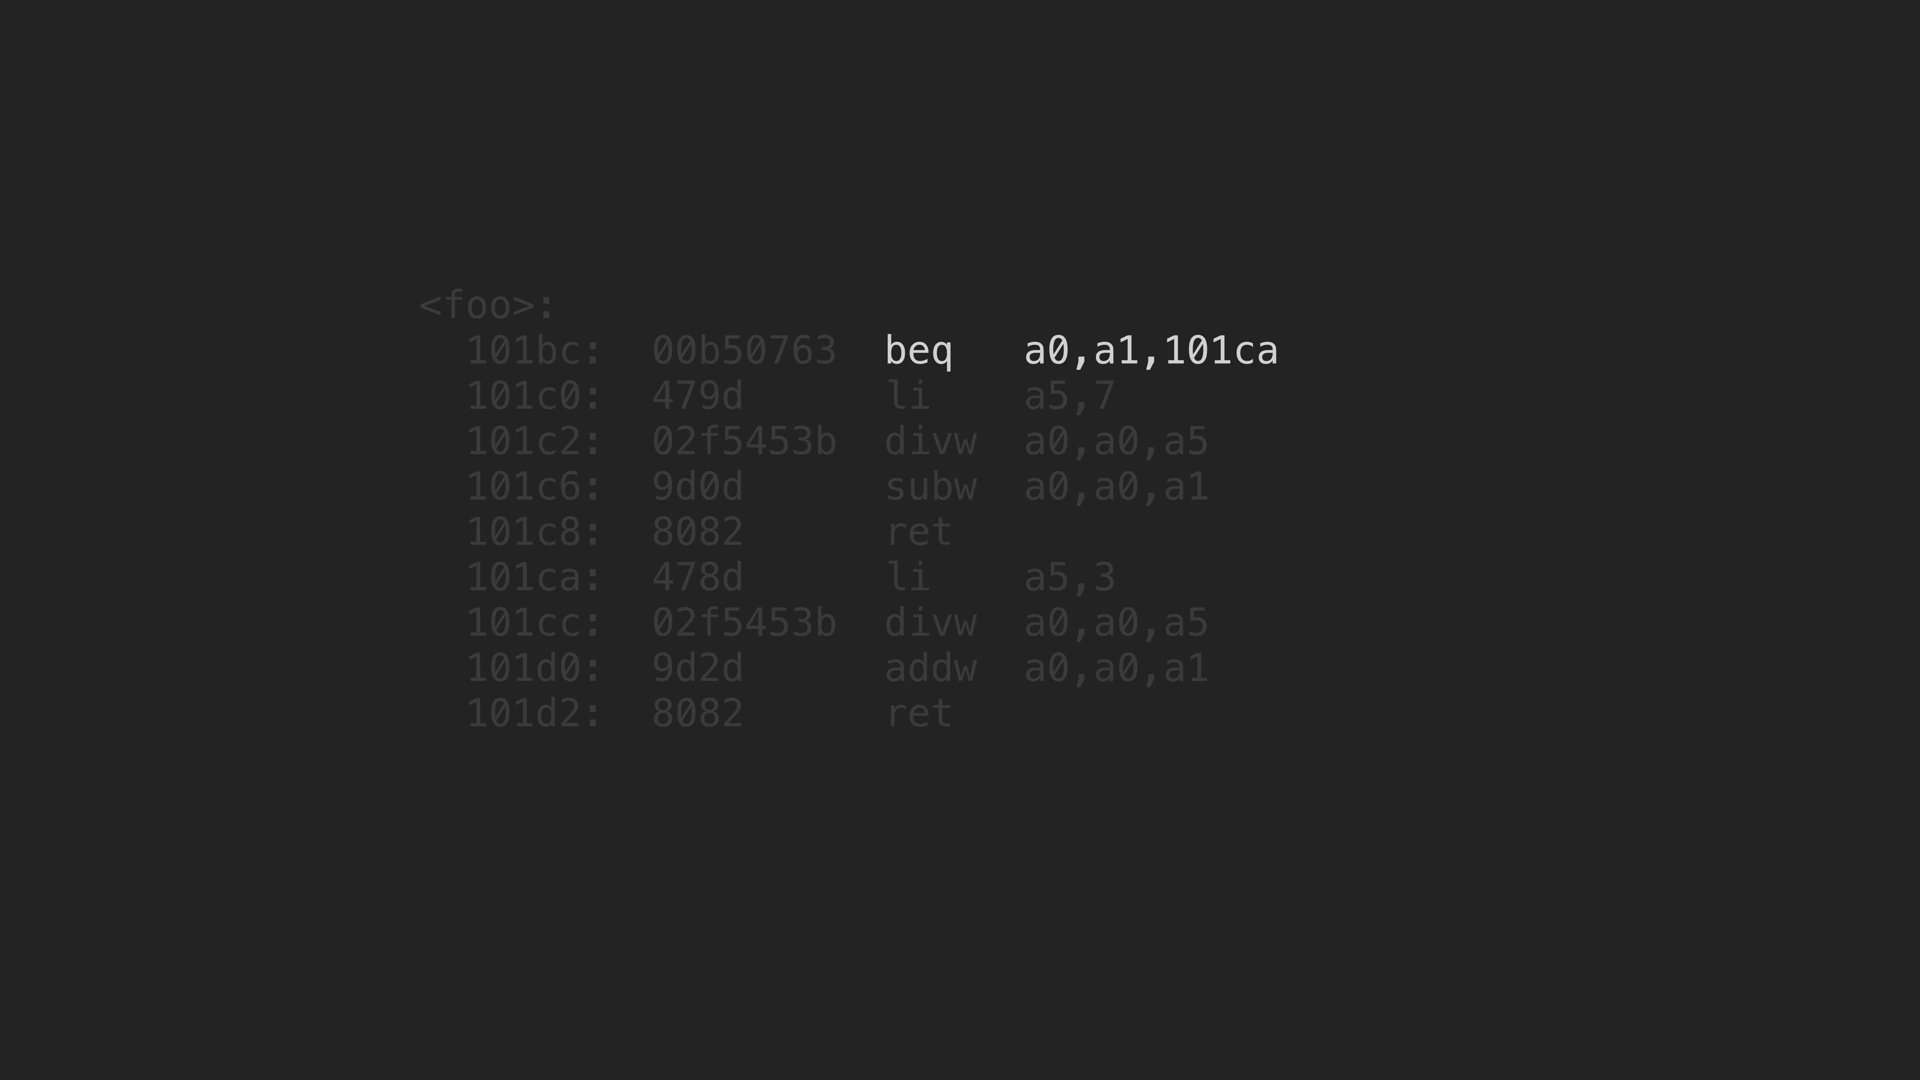 <foo>:
101bc: 00b50763 beq a0,a1,101ca
101c0: 479d li a5,7
101c2: 02f5453b divw a0,a0,a5
101c6: 9d0d subw a0,a0,a1
101c8: 8082 ret
101ca: 478d li a5,3
101cc: 02f5453b divw a0,a0,a5
101d0: 9d2d addw a0,a0,a1
101d2: 8082 ret